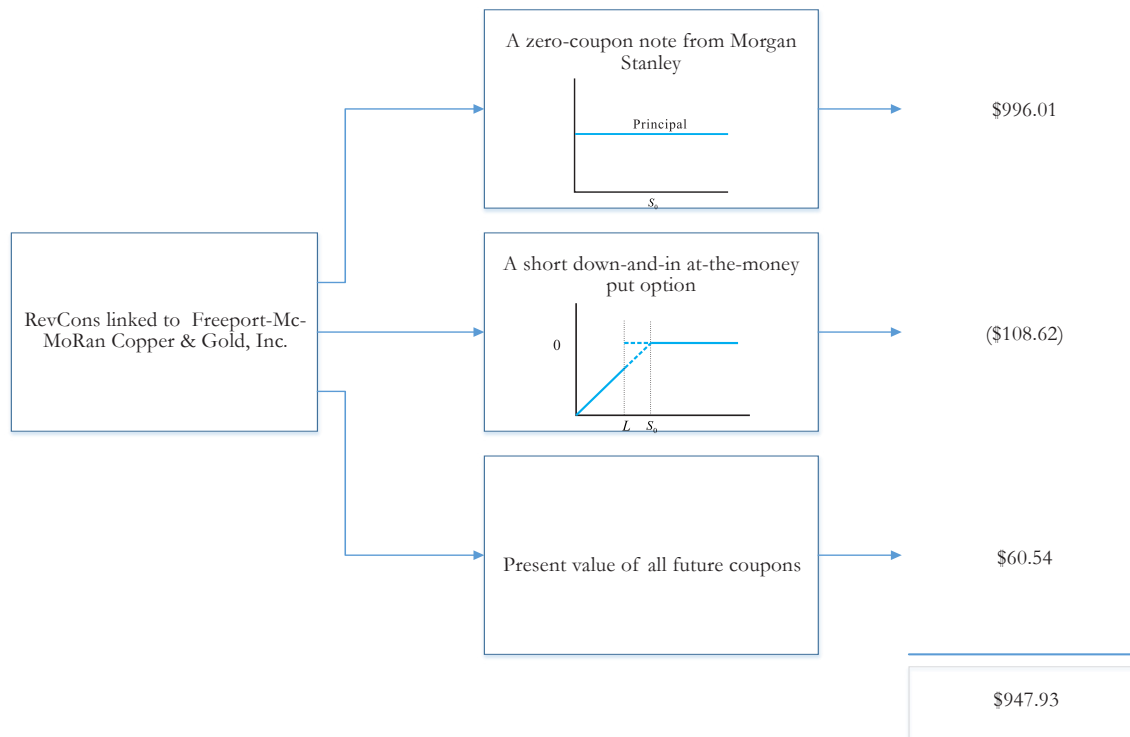 A zero-coupon note from Morgan
Stanley
Principal
S₀
$996.01
RevCons linked to Freeport-Mc-
MoRan Copper & Gold, Inc.
A short down-and-in at-the-money
put option
0
L
S₀
($108.62)
Present value of all future coupons
$60.54
$947.93